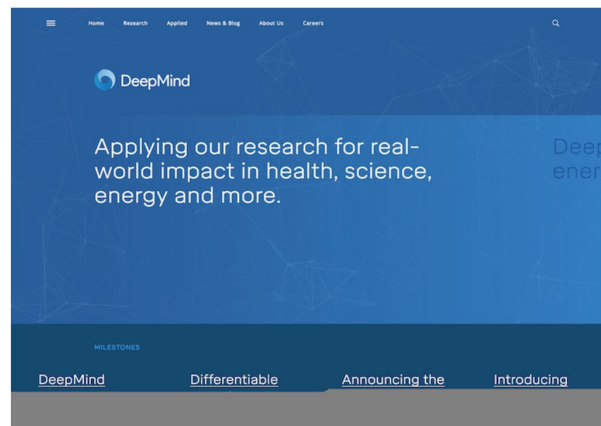 Home Research Applied News & Blog About Us Careers
DeepMind
Applying our research for real-
world impact in health, science,
energy and more.
MILESTONES
DeepMind Differentiable Announcing the Introducing